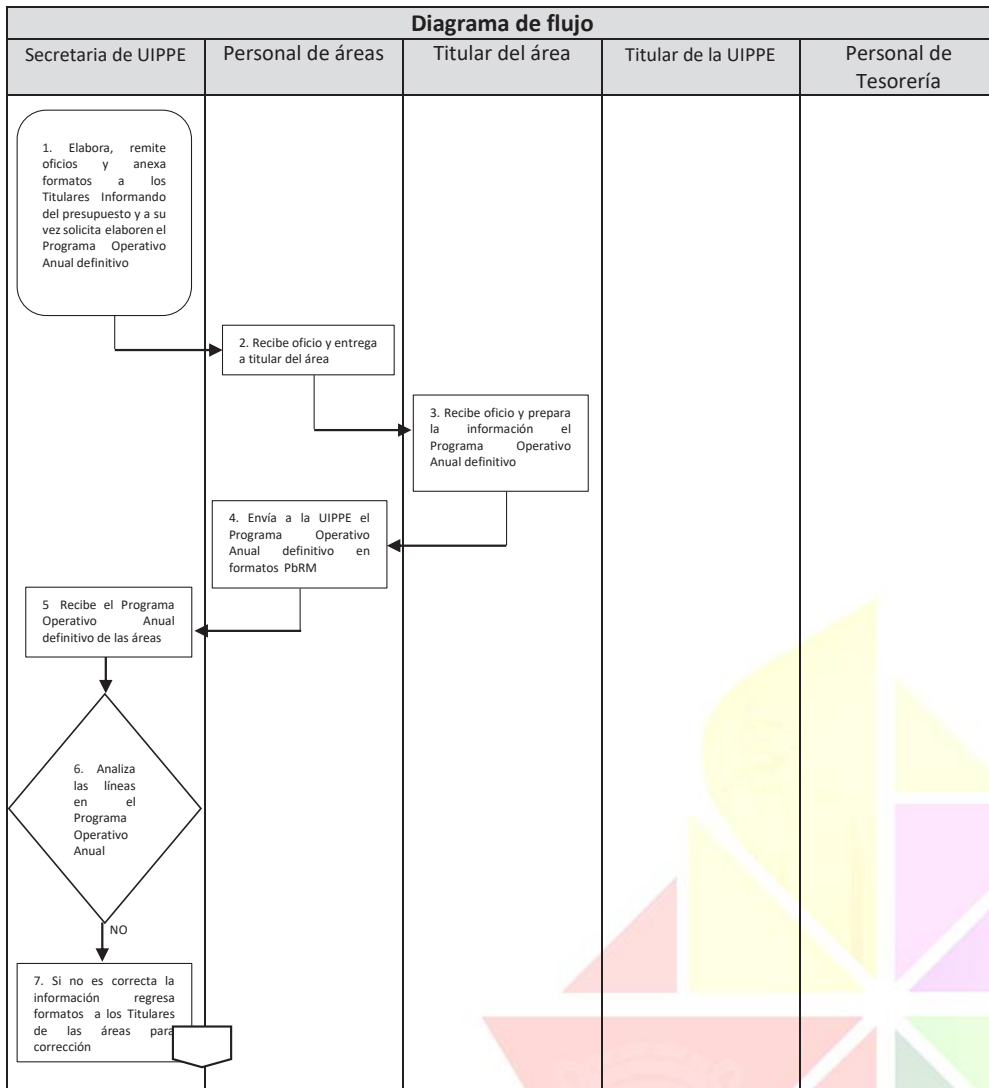 Diagrama de flujo
Secretaria de UIPPE
Personal de áreas
Titular del área
Titular de la UIPPE
Personal de
Tesorería
1. Elabora, remite
oficios y anexa
formatos a los
Titulares Informando
del presupuesto y a su
vez solicita elaboren el
Programa Operativo
Anual definitivo
2. Recibe oficio y entrega
a titular del área
3. Recibe oficio y prepara
la información el
Programa Operativo
Anual definitivo
4. Envía a la UIPPE el
Programa Operativo
Anual definitivo en
formatos PbRM
5 Recibe el Programa
Operativo Anual
definitivo de las áreas
6. Analiza
las líneas
en el
Programa
Operativo
Anual
NO
7. Si no es correcta la
información regresa
formatos a los Titulares
de las áreas para
corrección